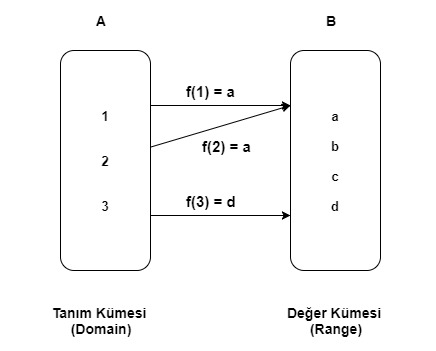 A
B
f(1) = a
1
a
f(2) = a
b
2
c
f(3) = d
3
d
Tanım Kümesi
(Domain)
Değer Kümesi
(Range)